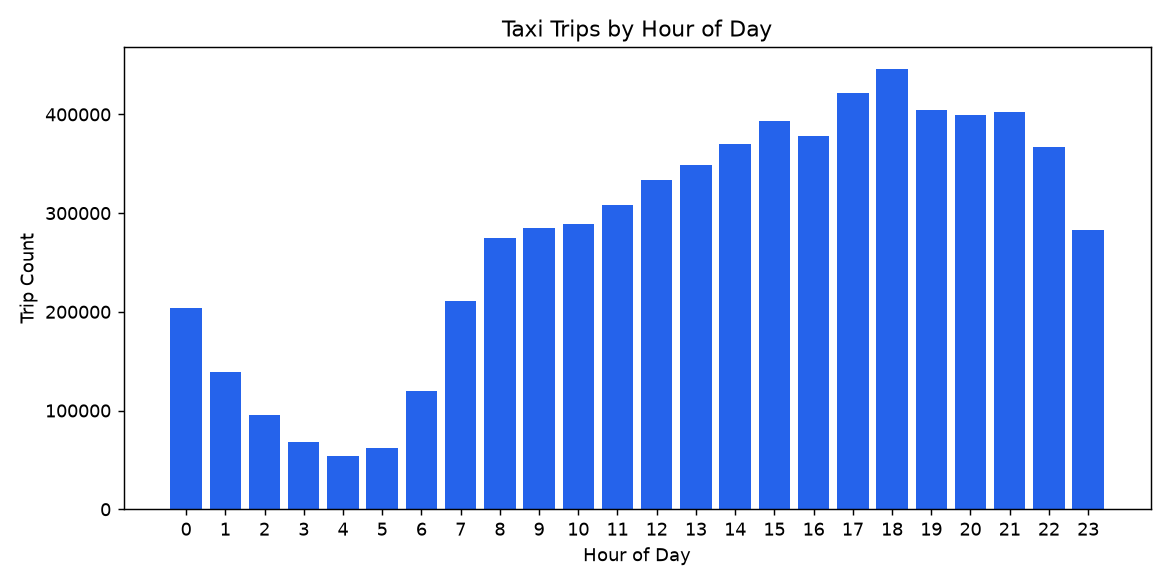 Taxi Trips by Hour of Day
Trip Count
400000
300000
200000
100000
0
0 1 2 3 4 5 6 7 8 9 10 11 12 13 14 15 16 17 18 19 20 21 22 23
Hour of Day